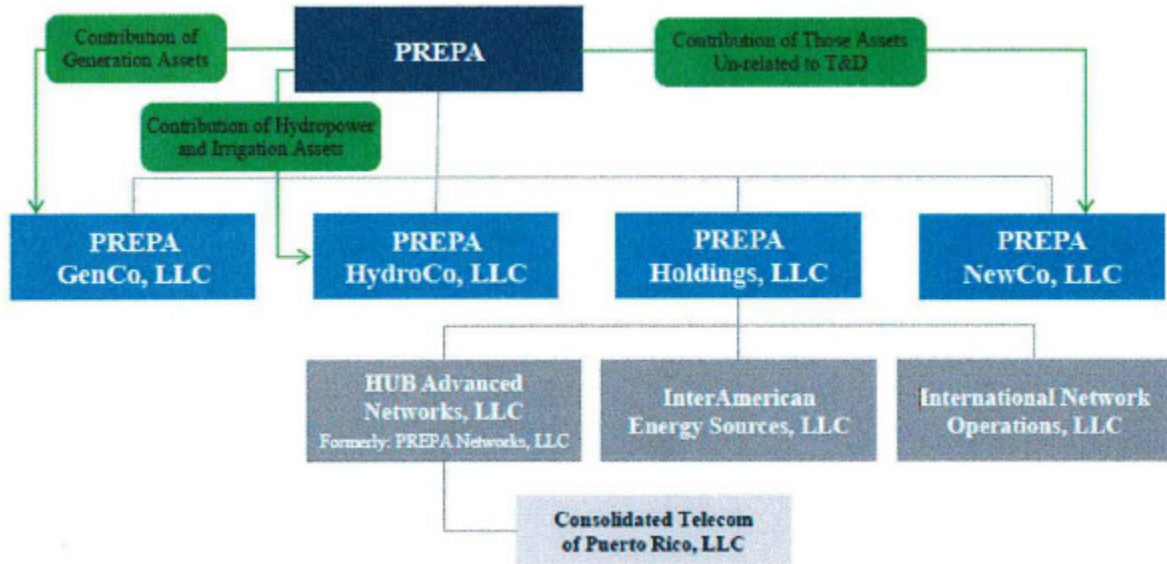 Contribution of
Generation Assets
PREPA
Contribution of Those Assets
Un-related to T&D
Contribution of Hydropower
and Irrigation Assets
PREPA
GenCo, LLC
PREPA
HydroCo, LLC
PREPA
Holdings, LLC
PREPA
NewCo, LLC
HUB Advanced
Networks, LLC
Formerly: PREPA Networks, LLC
InterAmerican
Energy Sources, LLC
International Network
Operations, LLC
Consolidated Telecom
of Puerto Rico, LLC